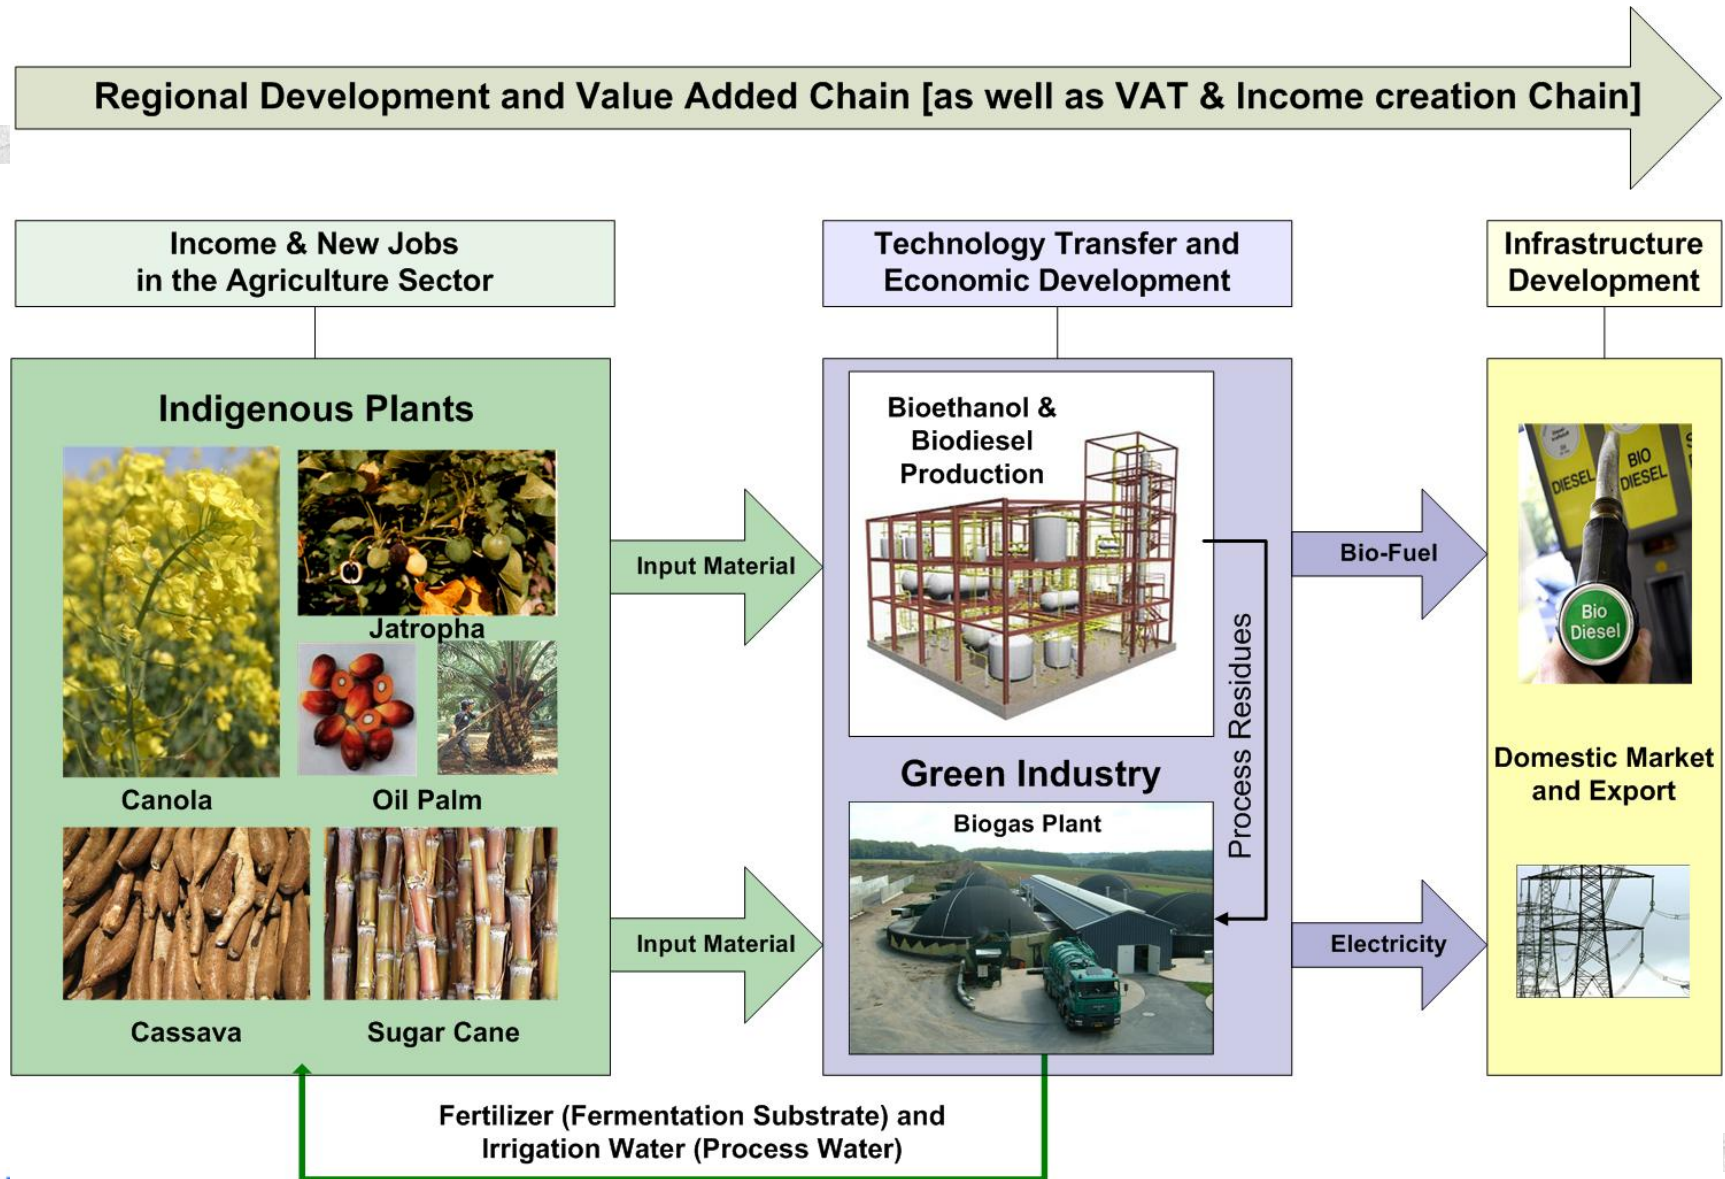 Regional Development and Value Added Chain [as well as VAT & Income creation Chain]
Income & New Jobs
in the Agriculture Sector
Technology Transfer and
Economic Development
Infrastructure
Development
Indigenous Plants
Canola
Jatropha
Oil Palm
Cassava
Sugar Cane
Input Material
Input Material
Bioethanol &
Biodiesel
Production
Process Residues
Green Industry
Biogas Plant
Bio-Fuel
Electricity
DIESEL
BIO
DIESEL
Bio
Diesel
Domestic Market
and Export
Fertilizer (Fermentation Substrate) and
Irrigation Water (Process Water)